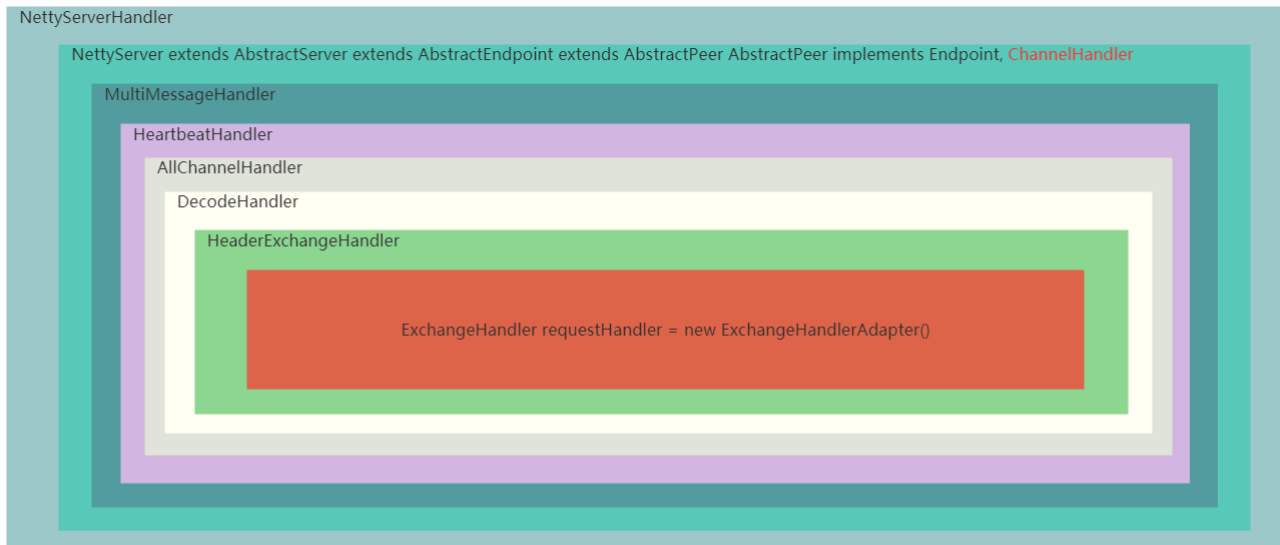 NettyServerHandler
NettyServer extends AbstractServer extends AbstractEndpoint extends AbstractPeer AbstractPeer implements Endpoint, ChannelHandler
MultiMessageHandler
HeartbeatHandler
AllChannelHandler
DecodeHandler
HeaderExchangeHandler
ExchangeHandler requestHandler = new ExchangeHandlerAdapter()